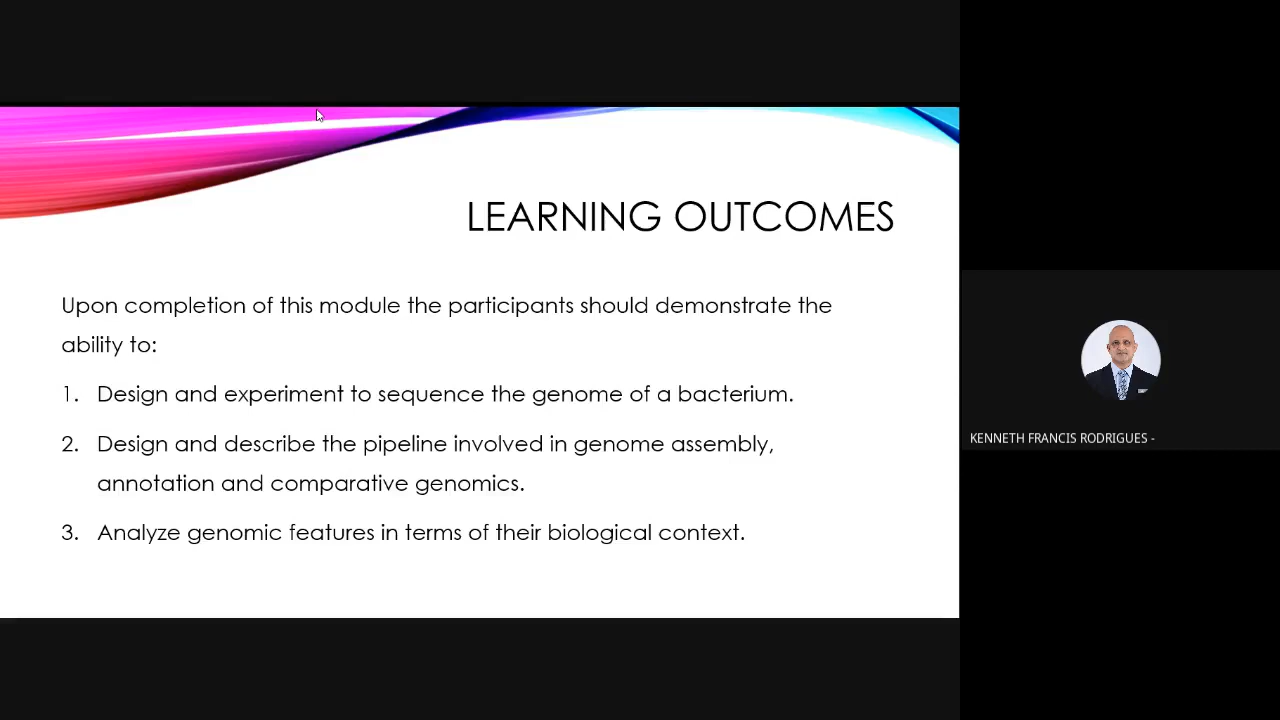 LEARNING OUTCOMES
Upon completion of this module the participants should demonstrate the
ability to:
1. Design and experiment to sequence the genome of a bacterium.
2. Design and describe the pipeline involved in genome assembly,
annotation and comparative genomics.
3. Analyze genomic features in terms of their biological context.
KENNETH FRANCIS RODRIGUES -